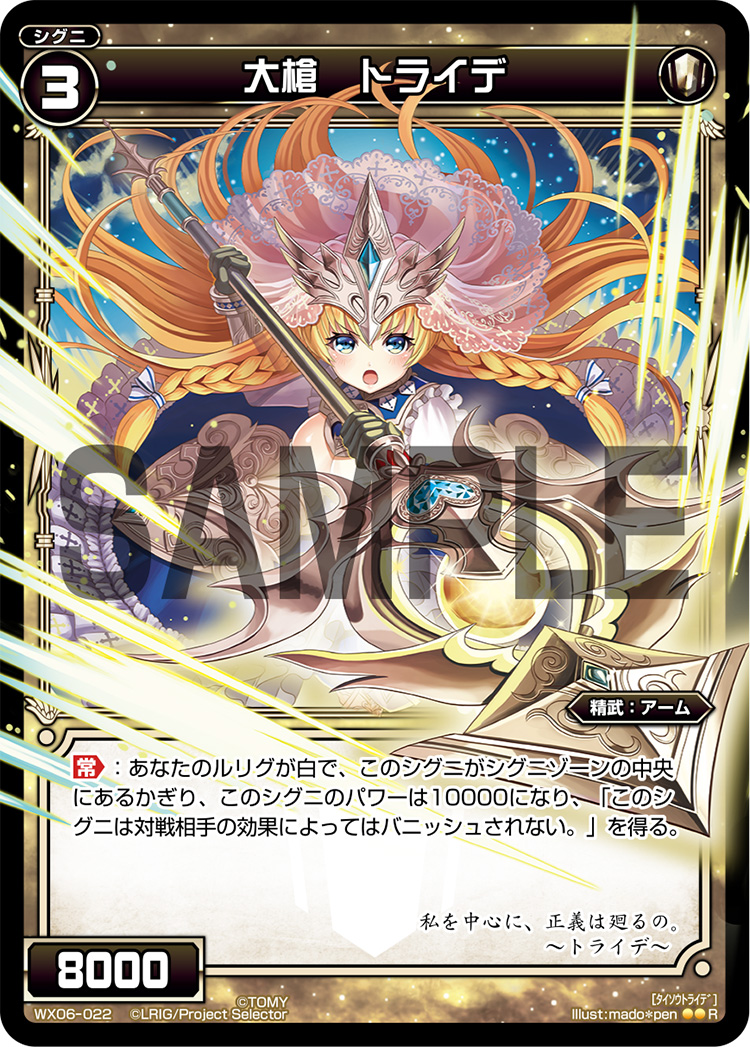 シグニ
3
大槍　トライデ
SAMPLE
精武：アーム
常：あなたのルリグが白で、このシグニがシグニゾーンの中央
にあるかぎり、このシグニのパワーは10000になり、「このシ
グニは対戦相手の効果によってはバニッシュされない。」を得る。
私を中心に、正義は廻るの。
～トライデ～
8000
©TOMY
[ﾀｲｿｳﾄﾗｲﾃﾞ]
WX06-022 ©LRIG/Project Selector
Illust:mado*pen R